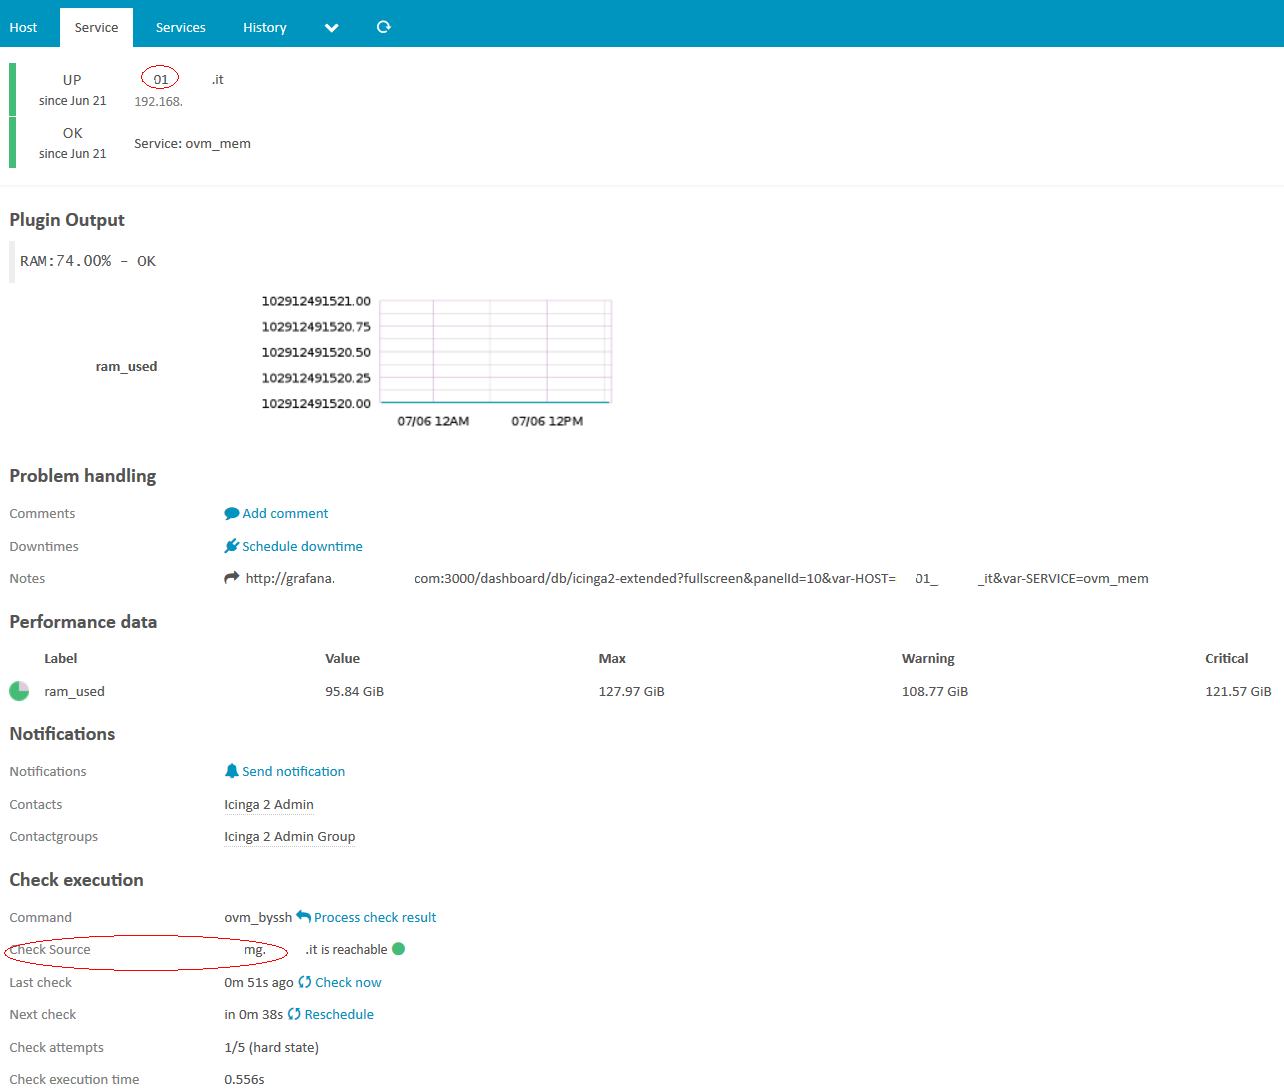 Host Service Services History
UP 01 .it
since Jun 21 192.168.
OK
since Jun 21 Service: ovm_mem
Plugin Output
RAM:74.00% - OK
102912491521.00
102912491520.75
102912491520.50
ram_used
102912491520.25
102912491520.00
07/06 12AM 07/06 12PM
Problem handling
Comments Add comment
Downtimes Schedule downtime
Notes http://grafana. com:3000/dashboard/db/icinga2-extended?fullscreen&panelId=10&var-HOST= 01_ _it&var-SERVICE=ovm_mem
Performance data
Label Value Max Warning Critical
ram_used 95.84 GiB 127.97 GiB 108.77 GiB 121.57 GiB
Notifications
Notifications Send notification
Contacts Icinga 2 Admin
Contactgroups Icinga 2 Admin Group
Check execution
Command ovm_byssh Process check result
Check Source mg. .it is reachable
Last check 0m 51s ago Check now
Next check in 0m 38s Reschedule
Check attempts 1/5 (hard state)
Check execution time 0.556s